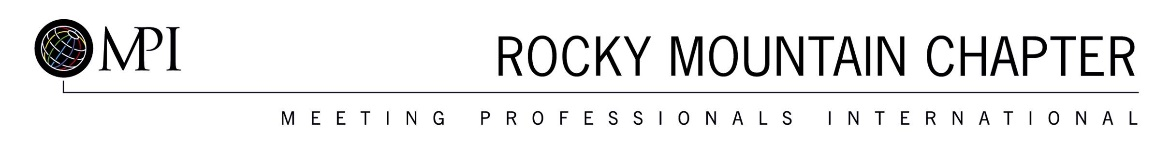 MPI ROCKY MOUNTAIN CHAPTER
MEETING PROFESSIONALS INTERNATIONAL